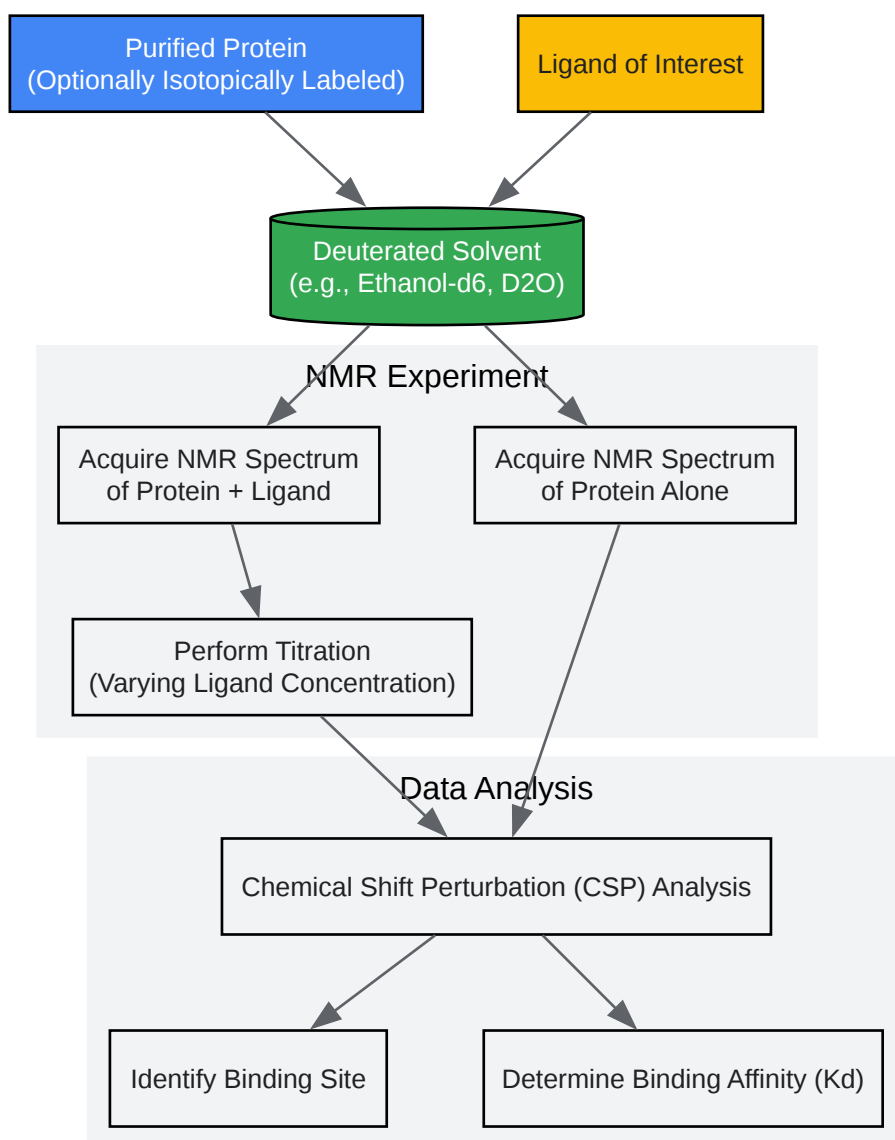 Purified Protein
(Optionally Isotopically Labeled)
Ligand of Interest
Deuterated Solvent
(e.g., Ethanol-d6, D2O)
NMR Experiment
Acquire NMR Spectrum
of Protein + Ligand
Acquire NMR Spectrum
of Protein Alone
Perform Titration
(Varying Ligand Concentration)
Data Analysis
Chemical Shift Perturbation (CSP) Analysis
Identify Binding Site
Determine Binding Affinity (Kd)